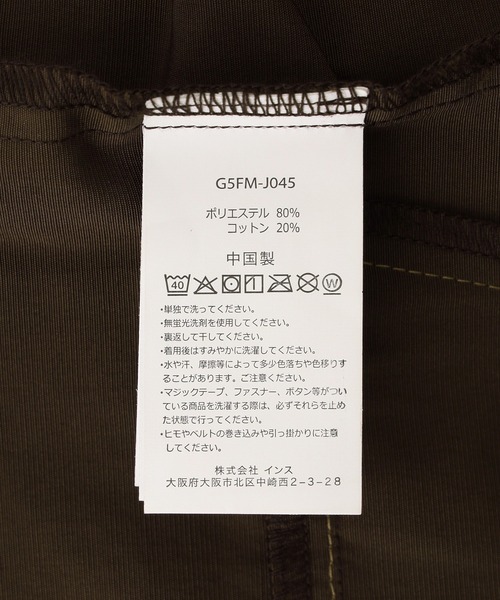 G5FM-J045
ポリエステル 80%
コットン 20%
中国製
40 W
・単独で洗ってください。
・無蛍光洗剤を使用してください。
・裏返して干してください。
・着用後はすみやかに洗濯してください。
・水や汗、摩擦等によって多少色落ちや色移りす
ることがあります。ご注意ください。
・マジックテープ、ファスナー、ボタン等がつい
ている商品を洗濯する際は、必ずそれらを止め
た状態で行ってください。
・ヒモやベルトの巻き込みや引っ掛かりに注意
してください。
株式会社 インス
大阪府大阪市北区中崎西2-3-28